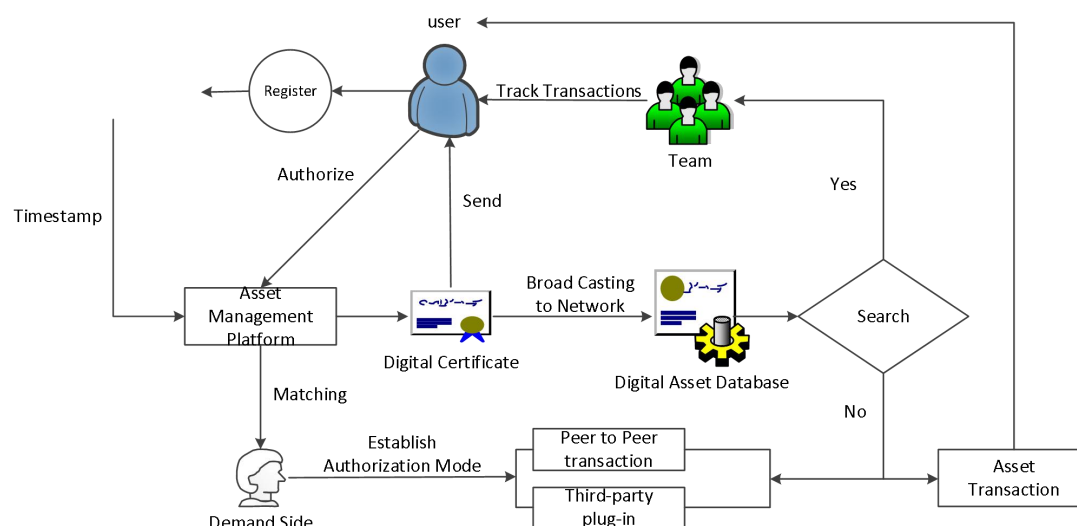 user
Register
Track Transactions
Team
Authorize
Send
Yes
Timestamp
Asset
Management
Platform
Broad Casting
to Network
Search
Digital Certificate
Digital Asset Database
Matching
No
Establish
Authorization Mode
Peer to Peer
transaction
Third-party
plug-in
Asset
Transaction
Demand Side